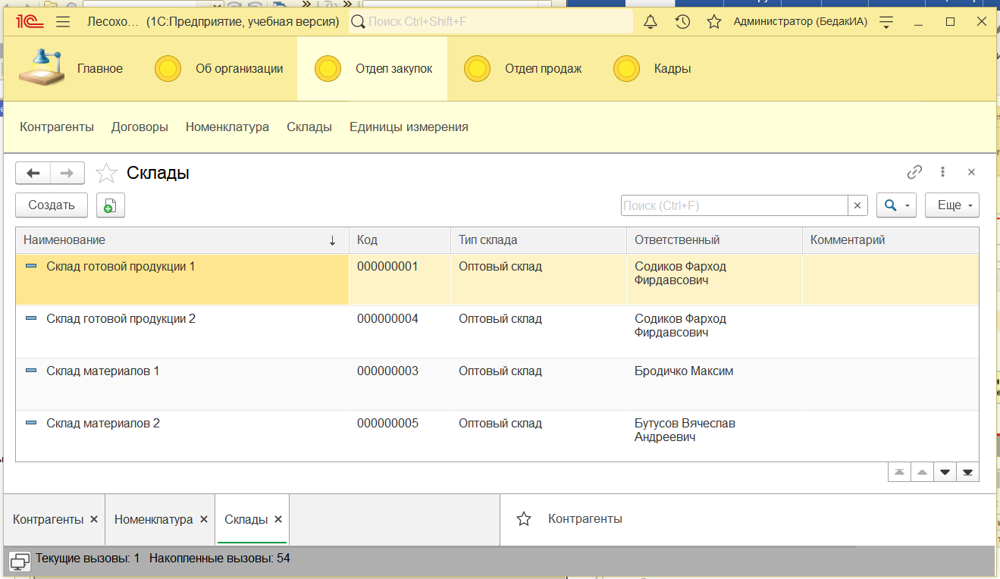 1С Лесохо... (1С:Предприятие, учебная версия) Поиск Ctrl+Shift+F Администратор (БедакИА)
Главное Об организации Отдел закупок Отдел продаж Кадры
Контрагенты Договоры Номенклатура Склады Единицы измерения
Склады
Создать Поиск (Ctrl+F) Еще
Наименование Код Тип склада Ответственный Комментарий
Склад готовой продукции 1 000000001 Оптовый склад Содиков Фарход
Фирдавсович
Склад готовой продукции 2 000000004 Оптовый склад Содиков Фарход
Фирдавсович
Склад материалов 1 000000003 Оптовый склад Бродичко Максим
Склад материалов 2 000000005 Оптовый склад Бутусов Вячеслав
Андреевич
Контрагенты Номенклатура Склады Контрагенты
Текущие вызовы: 1 Накопленные вызовы: 54